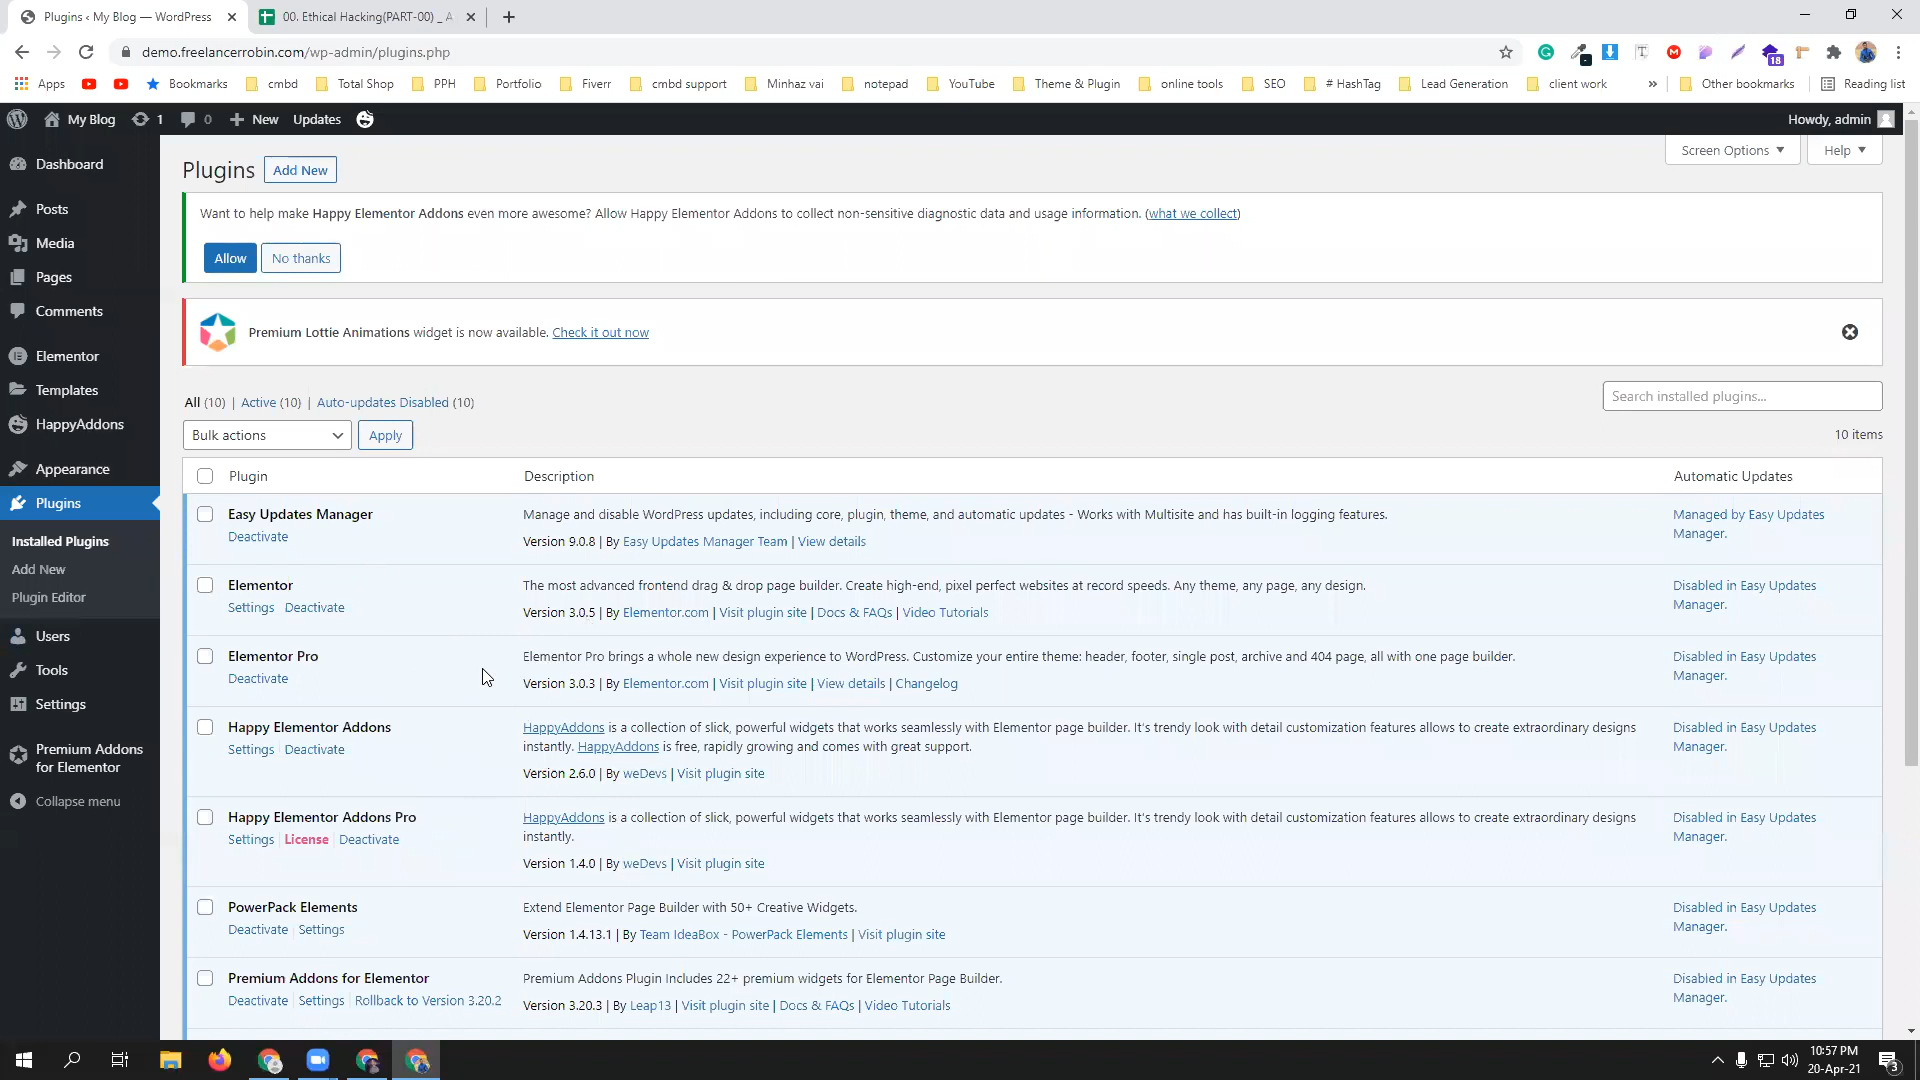 Plugins ‹ My Blog — WordPress
00. Ethical Hacking(PART-00) _ A
demo.freelancerrobin.com/wp-admin/plugins.php
18
Apps
Bookmarks
cmbd
Total Shop
PPH
Portfolio
Fiverr
cmbd support
Minhaz vai
notepad
YouTube
Theme & Plugin
online tools
SEO
# HashTag
Lead Generation
client work
»
Other bookmarks
Reading list
My Blog
1
0
New
Updates
Howdy, admin
Dashboard
Posts
Media
Pages
Comments
Elementor
Templates
HappyAddons
Appearance
Plugins
Installed Plugins
Add New
Plugin Editor
Users
Tools
Settings
Premium Addons
for Elementor
Collapse menu
Screen Options
Help
Plugins
Add New
Want to help make Happy Elementor Addons even more awesome? Allow Happy Elementor Addons to collect non-sensitive diagnostic data and usage information. (what we collect)
Allow
No thanks
Premium Lottie Animations widget is now available. Check it out now
All (10) | Active (10) | Auto-updates Disabled (10)
Search installed plugins...
Bulk actions
Apply
10 items
Plugin
Description
Automatic Updates
Easy Updates Manager
Deactivate
Manage and disable WordPress updates, including core, plugin, theme, and automatic updates - Works with Multisite and has built-in logging features.
Version 9.0.8 | By Easy Updates Manager Team | View details
Managed by Easy Updates
Manager.
Elementor
Settings | Deactivate
The most advanced frontend drag & drop page builder. Create high-end, pixel perfect websites at record speeds. Any theme, any page, any design.
Version 3.0.5 | By Elementor.com | Visit plugin site | Docs & FAQs | Video Tutorials
Disabled in Easy Updates
Manager.
Elementor Pro
Deactivate
Elementor Pro brings a whole new design experience to WordPress. Customize your entire theme: header, footer, single post, archive and 404 page, all with one page builder.
Version 3.0.3 | By Elementor.com | Visit plugin site | View details | Changelog
Disabled in Easy Updates
Manager.
Happy Elementor Addons
Settings | Deactivate
HappyAddons is a collection of slick, powerful widgets that works seamlessly with Elementor page builder. It's trendy look with detail customization features allows to create extraordinary designs
instantly. HappyAddons is free, rapidly growing and comes with great support.
Version 2.6.0 | By weDevs | Visit plugin site
Disabled in Easy Updates
Manager.
Happy Elementor Addons Pro
Settings | License | Deactivate
HappyAddons is a collection of slick, powerful widgets that works seamlessly with Elementor page builder. It's trendy look with detail customization features allows to create extraordinary designs
instantly.
Version 1.4.0 | By weDevs | Visit plugin site
Disabled in Easy Updates
Manager.
PowerPack Elements
Deactivate | Settings
Extend Elementor Page Builder with 50+ Creative Widgets.
Version 1.4.13.1 | By Team IdeaBox - PowerPack Elements | Visit plugin site
Disabled in Easy Updates
Manager.
Premium Addons for Elementor
Deactivate | Settings | Rollback to Version 3.20.2
Premium Addons Plugin Includes 22+ premium widgets for Elementor Page Builder.
Version 3.20.3 | By Leap13 | Visit plugin site | Docs & FAQs | Video Tutorials
Disabled in Easy Updates
Manager.
10:57 PM
20-Apr-21
3